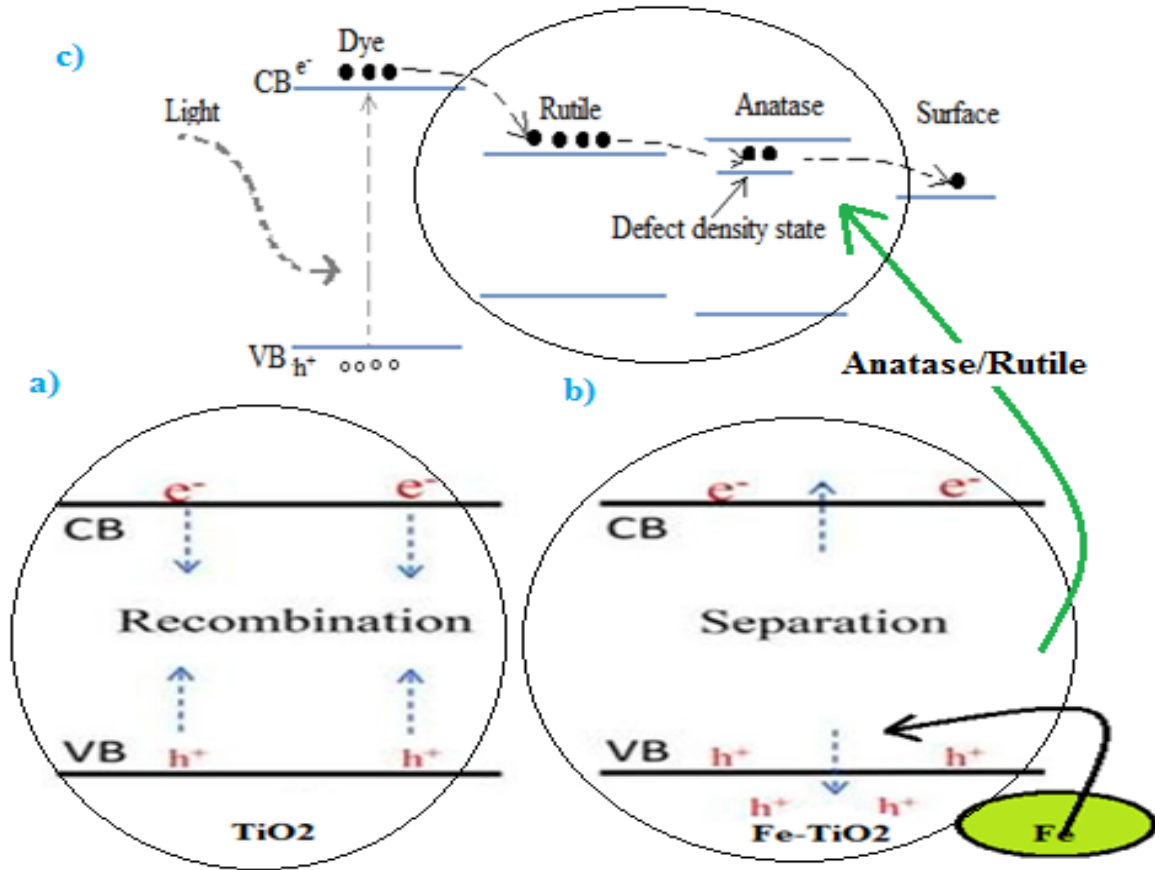 c)
Dye
CB e-
Light
Rutile
Anatase
Surface
Defect density state
VB h+
Anatase/Rutile
a)
e- e-
CB
Recombination
VB h+ h+
TiO2
b)
e- e-
CB
Separation
VB h+ h+
h+ h+
Fe-TiO2
Fe